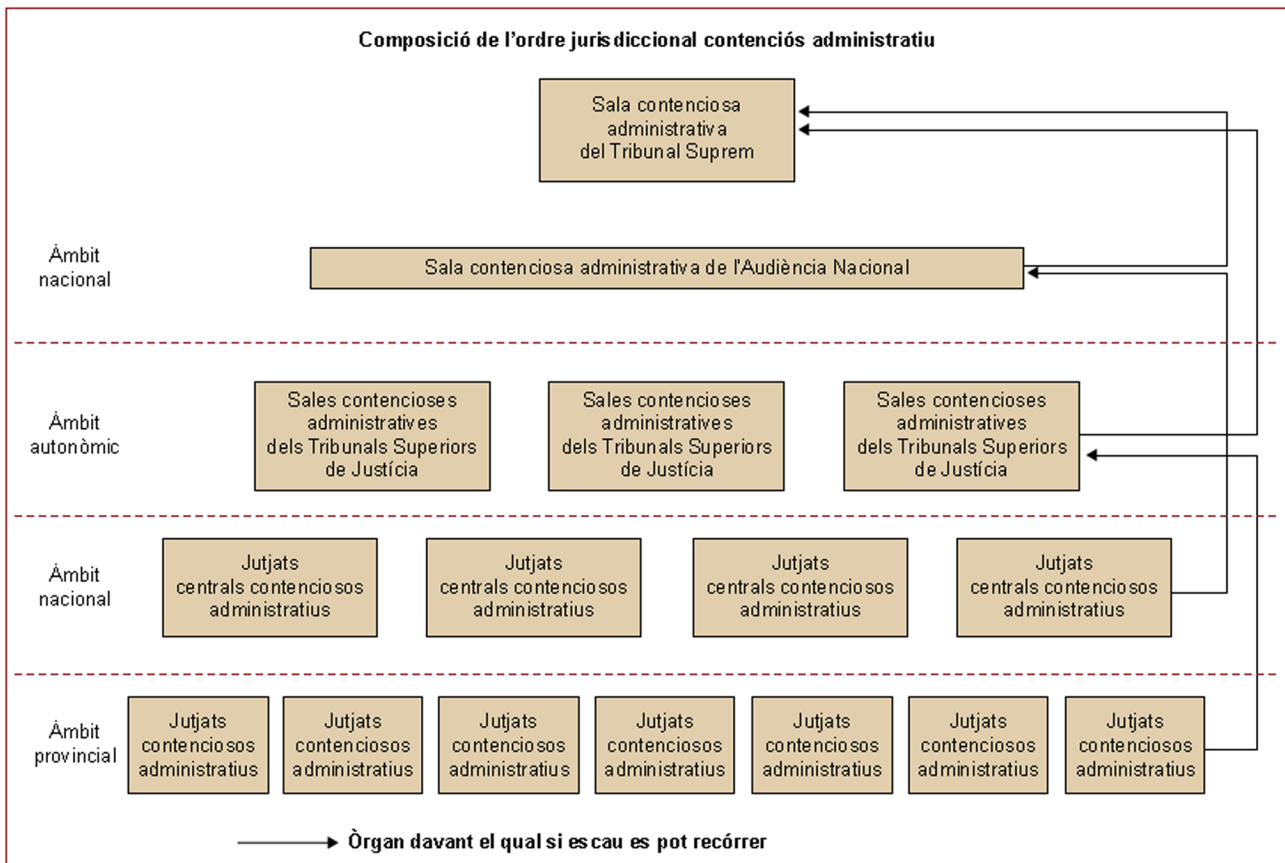 Composició de l'ordre jurisdiccional contenciós administratiu
Sala contenciosa
administrativa
del Tribunal Suprem
Àmbit
nacional
Sala contenciosa administrativa de l'Audiència Nacional
Àmbit
autonòmic
Sales contencioses
administratives
dels Tribunals Superiors
de Justícia
Sales contencioses
administratives
dels Tribunals Superiors
de Justícia
Sales contencioses
administratives
dels Tribunals Superiors
de Justícia
Àmbit
nacional
Jutjats
centrals contenciosos
administratius
Jutjats
centrals contenciosos
administratius
Jutjats
centrals contenciosos
administratius
Jutjats
centrals contenciosos
administratius
Àmbit
provincial
Jutjats
contenciosos
administratius
Jutjats
contenciosos
administratius
Jutjats
contenciosos
administratius
Jutjats
contenciosos
administratius
Jutjats
contenciosos
administratius
Jutjats
contenciosos
administratius
Jutjats
contenciosos
administratius
Òrgan davant el qual si escau es pot recórrer